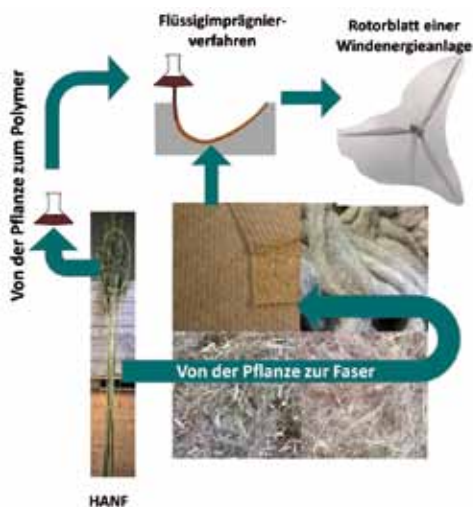 Flüssigimprägnier-
verfahren
Rotorblatt einer
Windenergieanlage
Von der Pflanze zum Polymer
Von der Pflanze zur Faser
HANF